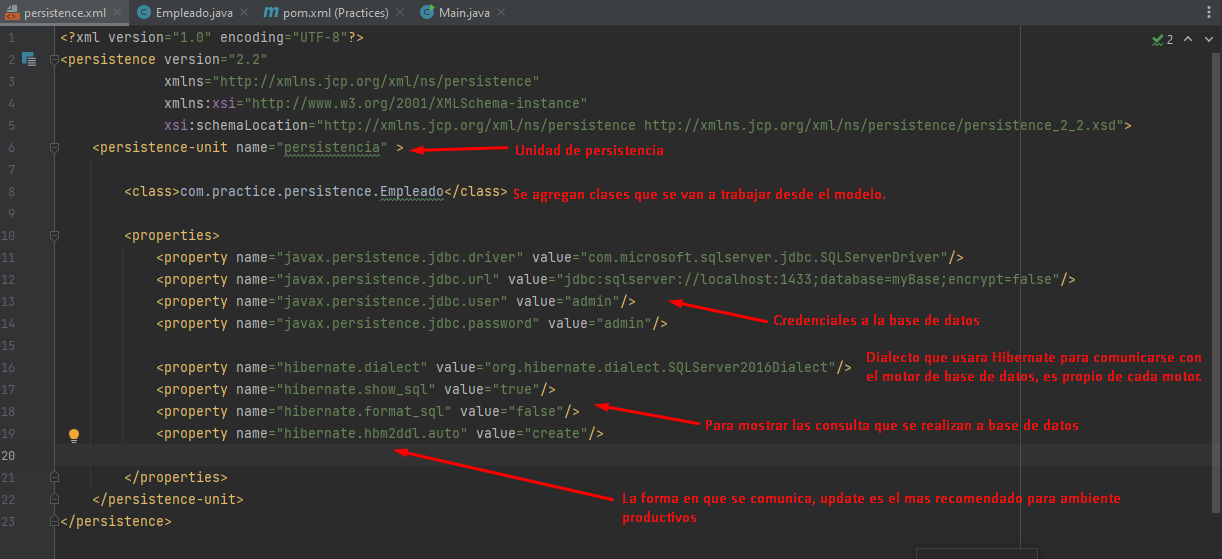 persistence.xml Empleado.java pom.xml (Practices) Main.java
1 <?xml version="1.0" encoding="UTF-8"?> 2
2 <persistence version="2.2"
3 xmlns="http://xmlns.jcp.org/xml/ns/persistence"
4 xmlns:xsi="http://www.w3.org/2001/XMLSchema-instance"
5 xsi:schemaLocation="http://xmlns.jcp.org/xml/ns/persistence http://xmlns.jcp.org/xml/ns/persistence/persistence_2_2.xsd">
6 <persistence-unit name="persistencia" > Unidad de persistencia
7
8 <class>com.practice.persistence.Empleado</class> Se agregan clases que se van a trabajar desde el modelo.
9
10 <properties>
11 <property name="javax.persistence.jdbc.driver" value="com.microsoft.sqlserver.jdbc.SQLServerDriver"/>
12 <property name="javax.persistence.jdbc.url" value="jdbc:sqlserver://localhost:1433;database=myBase;encrypt=false"/>
13 <property name="javax.persistence.jdbc.user" value="admin"/>
14 <property name="javax.persistence.jdbc.password" value="admin"/> Credenciales a la base de datos
15
16 <property name="hibernate.dialect" value="org.hibernate.dialect.SQLServer2016Dialect"/> Dialecto que usara Hibernate para comunicarse con
el motor de base de datos, es propio de cada motor.
17 <property name="hibernate.show_sql" value="true"/>
18 <property name="hibernate.format_sql" value="false"/>
Para mostrar las consulta que se realizan a base de datos
19 <property name="hibernate.hbm2ddl.auto" value="create"/>
20
21 </properties>
22 </persistence-unit> La forma en que se comunica, update es el mas recomendado para ambiente
productivos
23 </persistence>